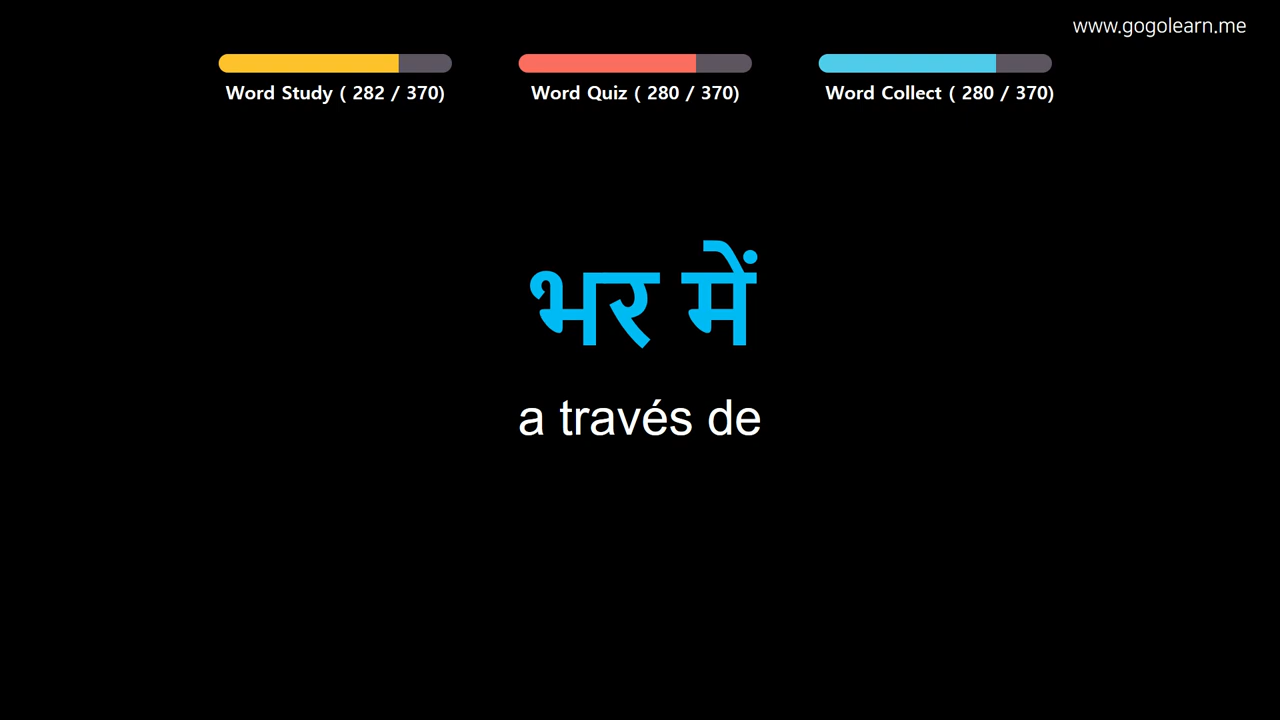 www.gogolearn.me
Word Study ( 282 / 370)
Word Quiz ( 280 / 370)
Word Collect ( 280 / 370)
भर में
a través de